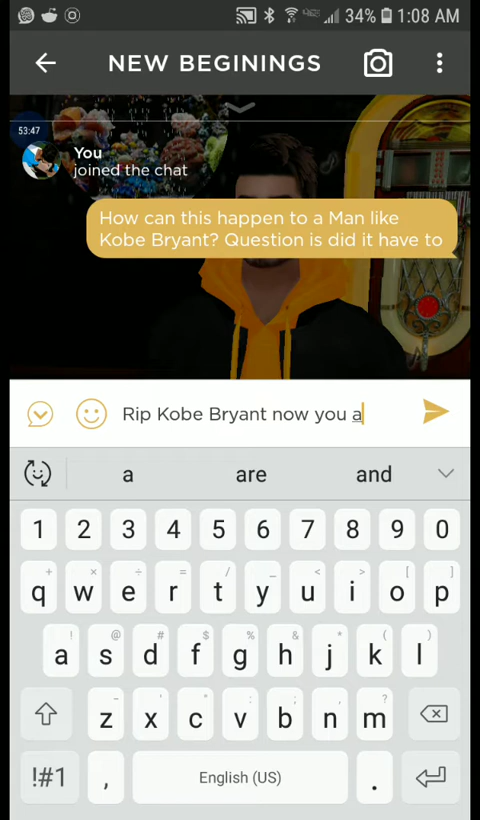 34% 1:08 AM
NEW BEGININGS
53:47
You
joined the chat
How can this happen to a Man like
Kobe Bryant? Question is did it have to
Rip Kobe Bryant now you a
a are and
1 2 3 4 5 6 7 8 9 0
+ × ÷ = / _ < > [ ]
q w e r t y u i o p
! @ # $ % ^ & * ( )
a s d f g h j k l
- ' " : ; , ?
z x c v b n m
!#1 , English (US) .